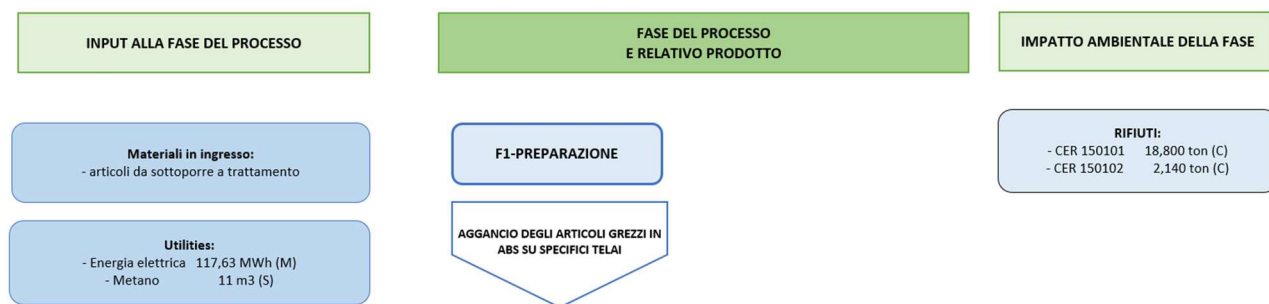 INPUT ALLA FASE DEL PROCESSO
FASE DEL PROCESSO
E RELATIVO PRODOTTO
IMPATTO AMBIENTALE DELLA FASE
Materiali in ingresso:
- articoli da sottoporre a trattamento
F1-PREPARAZIONE
RIFIUTI:
- CER 150101 18,800 ton (C)
- CER 150102 2,140 ton (C)
Utilities:
- Energia elettrica 117,63 MWh (M)
- Metano 11 m3 (S)
AGGANCIO DEGLI ARTICOLI GREZZI IN
ABS SU SPECIFICI TELAI